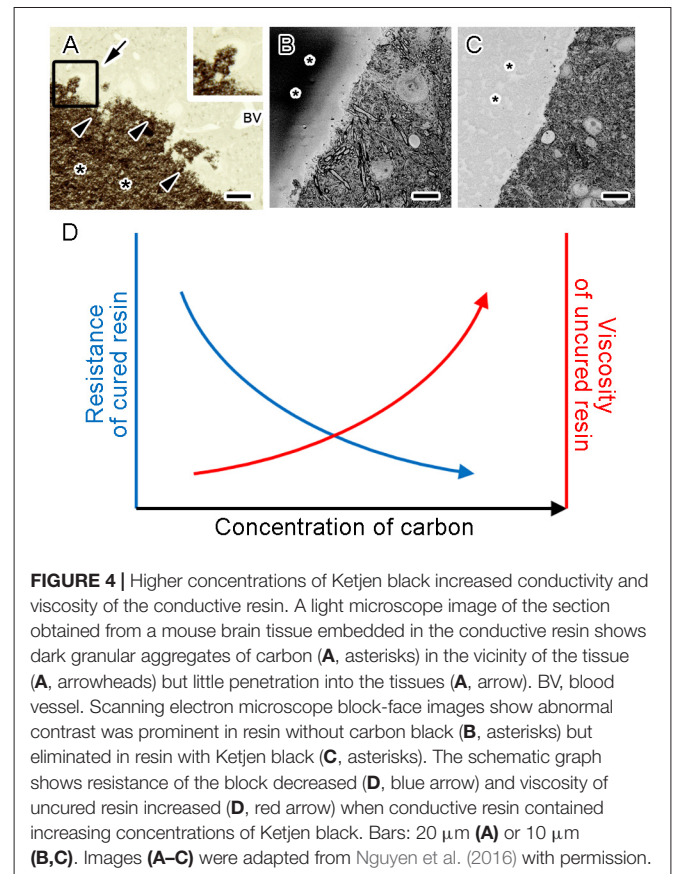 A
BV
B
C
D
Resistance
of cured resin
Viscosity
of uncured resin
Concentration of carbon
FIGURE 4 | Higher concentrations of Ketjen black increased conductivity and
viscosity of the conductive resin. A light microscope image of the section
obtained from a mouse brain tissue embedded in the conductive resin shows
dark granular aggregates of carbon (A, asterisks) in the vicinity of the tissue
(A, arrowheads) but little penetration into the tissues (A, arrow). BV, blood
vessel. Scanning electron microscope block-face images show abnormal
contrast was prominent in resin without carbon black (B, asterisks) but
eliminated in resin with Ketjen black (C, asterisks). The schematic graph
shows resistance of the block decreased (D, blue arrow) and viscosity of
uncured resin increased (D, red arrow) when conductive resin contained
increasing concentrations of Ketjen black. Bars: 20 μm (A) or 10 μm
(B,C). Images (A–C) were adapted from Nguyen et al. (2016) with permission.